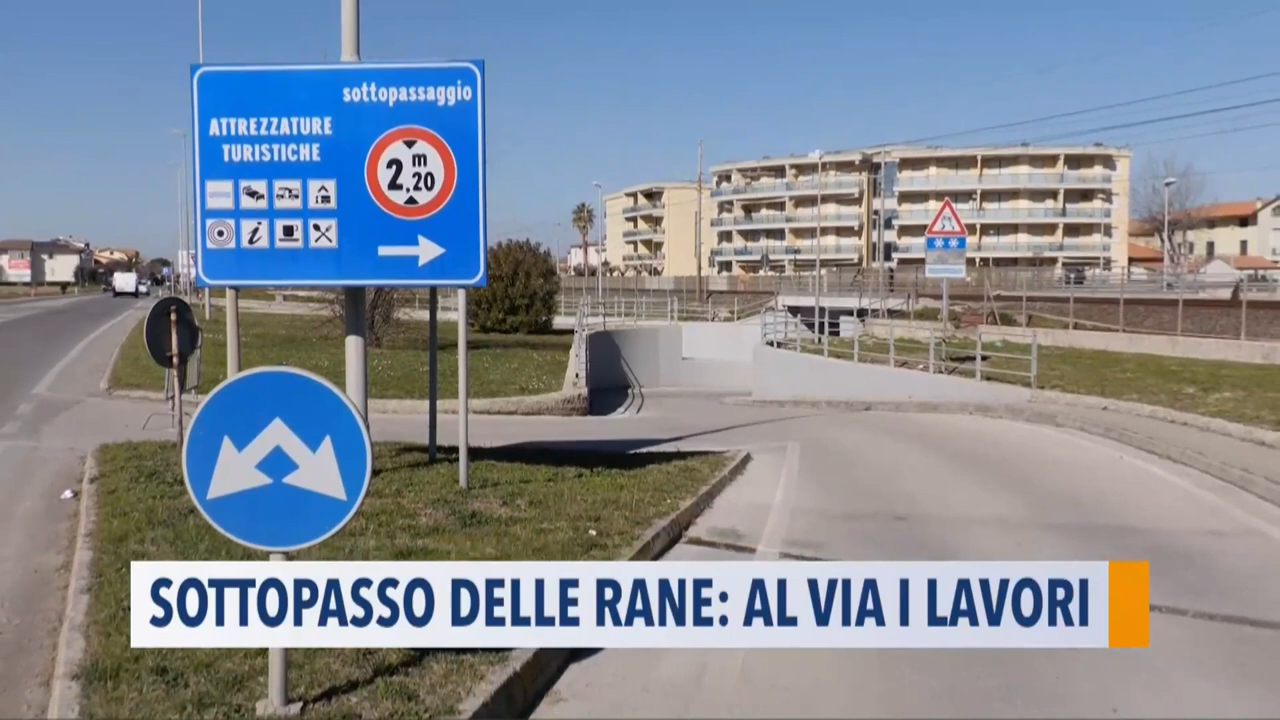 sottopassaggio
ATTREZZATURE
TURISTICHE
2,20 m
i
SOTTOPASSO DELLE RANE: AL VIA I LAVORI